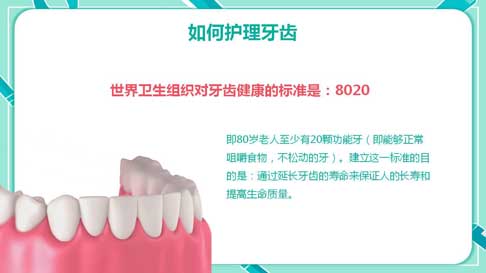 如何护理牙齿
世界卫生组织对牙齿健康的标准是：8020
即80岁老人至少有20颗功能牙（即能够正常
咀嚼食物，不松动的牙）。建立这一标准的目
的是：通过延长牙齿的寿命来保证人的长寿和
提高生命质量。